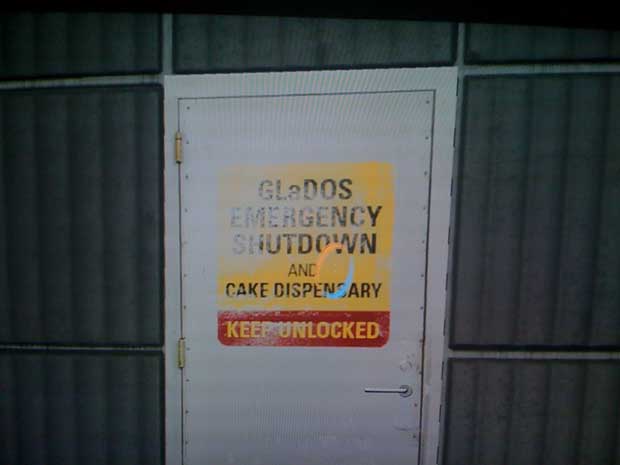 GLaDOS
EMERGENCY
SHUTDOWN
AND
CAKE DISPENSARY
KEEP UNLOCKED